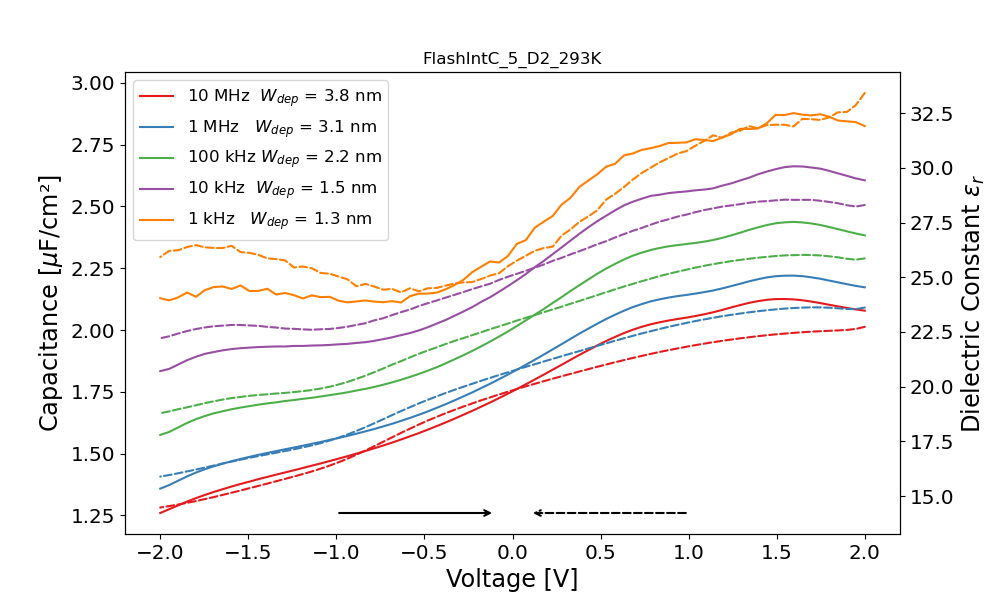 FlashIntC_5_D2_293K
10 MHz W_dep = 3.8 nm
1 MHz W_dep = 3.1 nm
100 kHz W_dep = 2.2 nm
10 kHz W_dep = 1.5 nm
1 kHz W_dep = 1.3 nm
Capacitance [μF/cm²]
3.00
2.75
2.50
2.25
2.00
1.75
1.50
1.25
32.5
30.0
27.5
25.0
22.5
20.0
17.5
15.0
Dielectric Constant ε_r
−2.0 −1.5 −1.0 −0.5 0.0 0.5 1.0 1.5 2.0
Voltage [V]